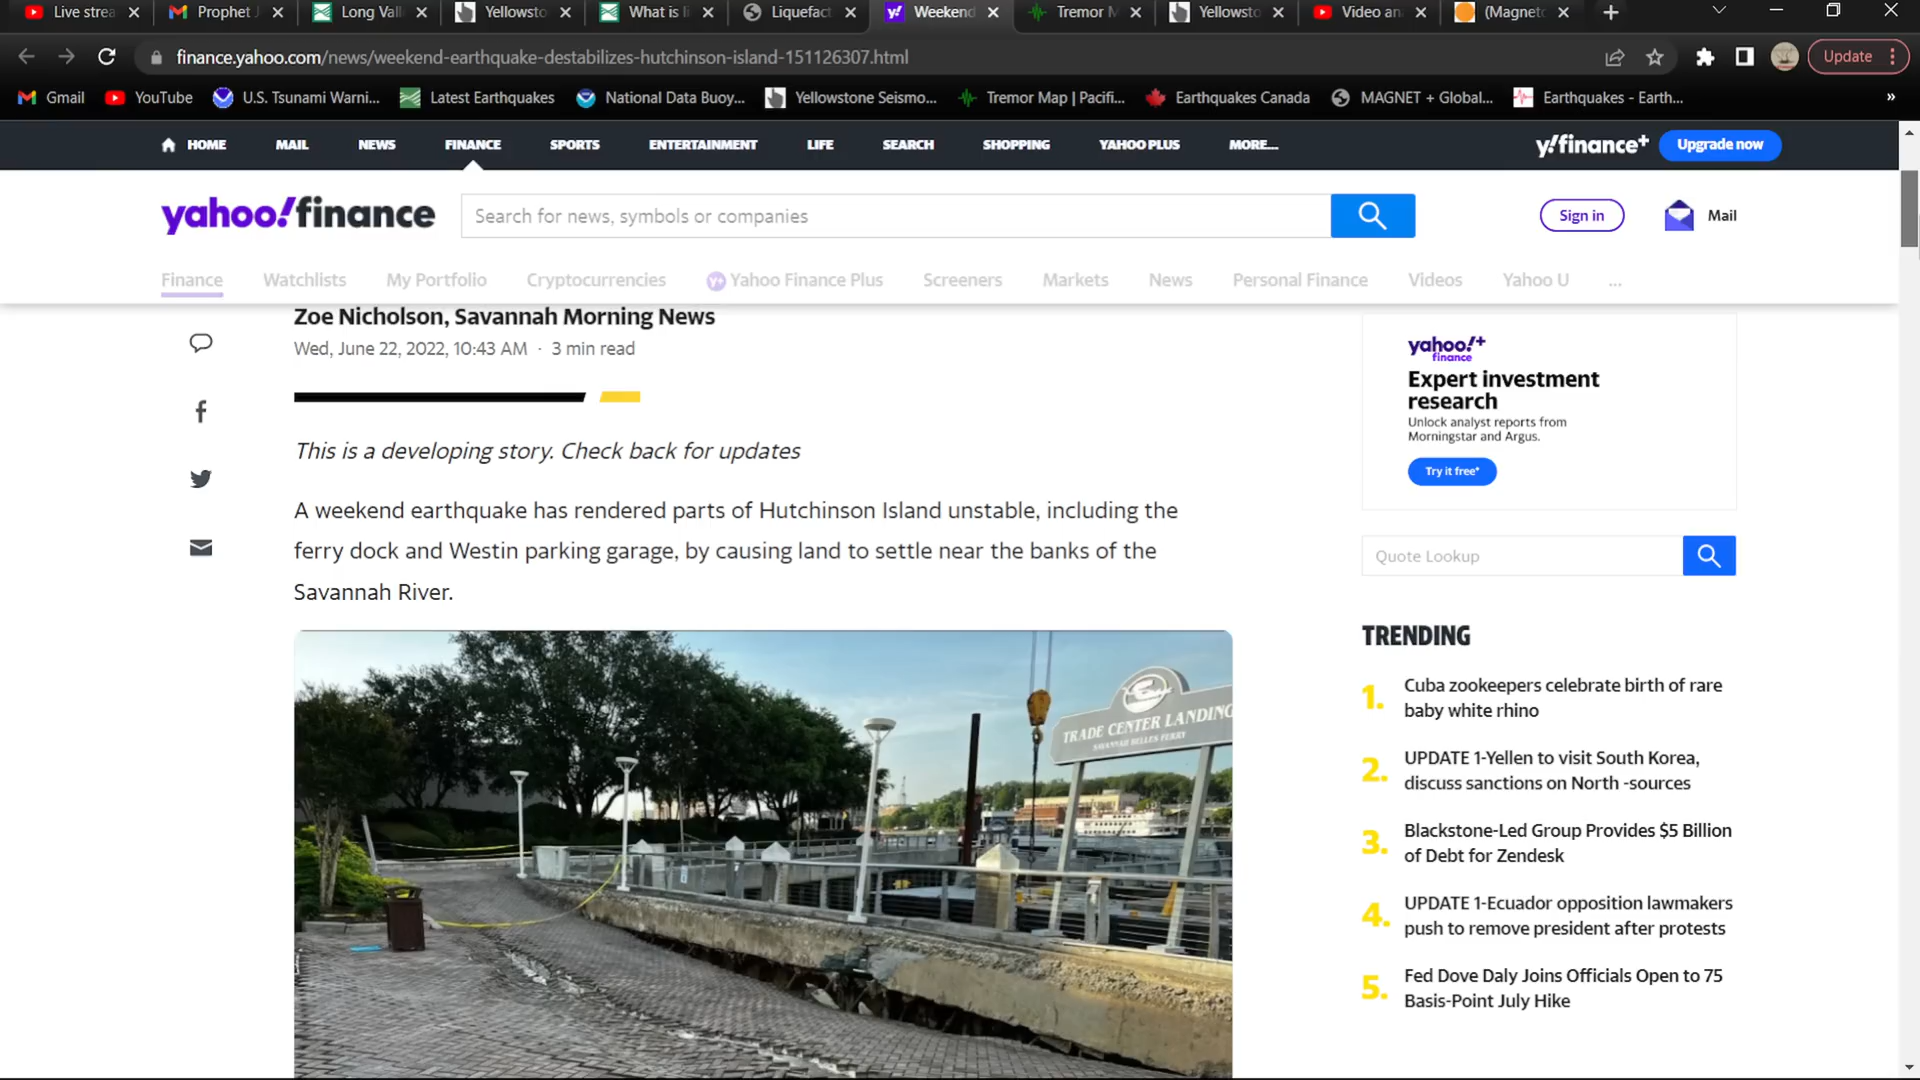 Live strea
Prophet J
Long Vall
Yellowsto
What is li
Liquefact
Weekend
Tremor M
Yellowsto
Video an
(Magneto
finance.yahoo.com/news/weekend-earthquake-destabilizes-hutchinson-island-151126307.html
Update
Gmail
YouTube
U.S. Tsunami Warni...
Latest Earthquakes
National Data Buoy...
Yellowstone Seismo...
Tremor Map | Pacifi...
Earthquakes Canada
MAGNET + Global...
Earthquakes - Earth...
»
HOME
MAIL
NEWS
FINANCE
SPORTS
ENTERTAINMENT
LIFE
SEARCH
SHOPPING
YAHOO PLUS
MORE...
y!finance+
Upgrade now
yahoo!finance
Search for news, symbols or companies
Sign in
Mail
Finance
Watchlists
My Portfolio
Cryptocurrencies
y+ Yahoo Finance Plus
Screeners
Markets
News
Personal Finance
Videos
Yahoo U
...
Zoe Nicholson, Savannah Morning News
Wed, June 22, 2022, 10:43 AM · 3 min read
This is a developing story. Check back for updates
A weekend earthquake has rendered parts of Hutchinson Island unstable, including the
ferry dock and Westin parking garage, by causing land to settle near the banks of the
Savannah River.
TRADE CENTER LANDING
SAVANNAH BELLES FERRY
yahoo!+
finance
Expert investment
research
Unlock analyst reports from
Morningstar and Argus.
Try it free*
Quote Lookup
TRENDING
1. Cuba zookeepers celebrate birth of rare
baby white rhino
2. UPDATE 1-Yellen to visit South Korea,
discuss sanctions on North -sources
3. Blackstone-Led Group Provides $5 Billion
of Debt for Zendesk
4. UPDATE 1-Ecuador opposition lawmakers
push to remove president after protests
5. Fed Dove Daly Joins Officials Open to 75
Basis-Point July Hike